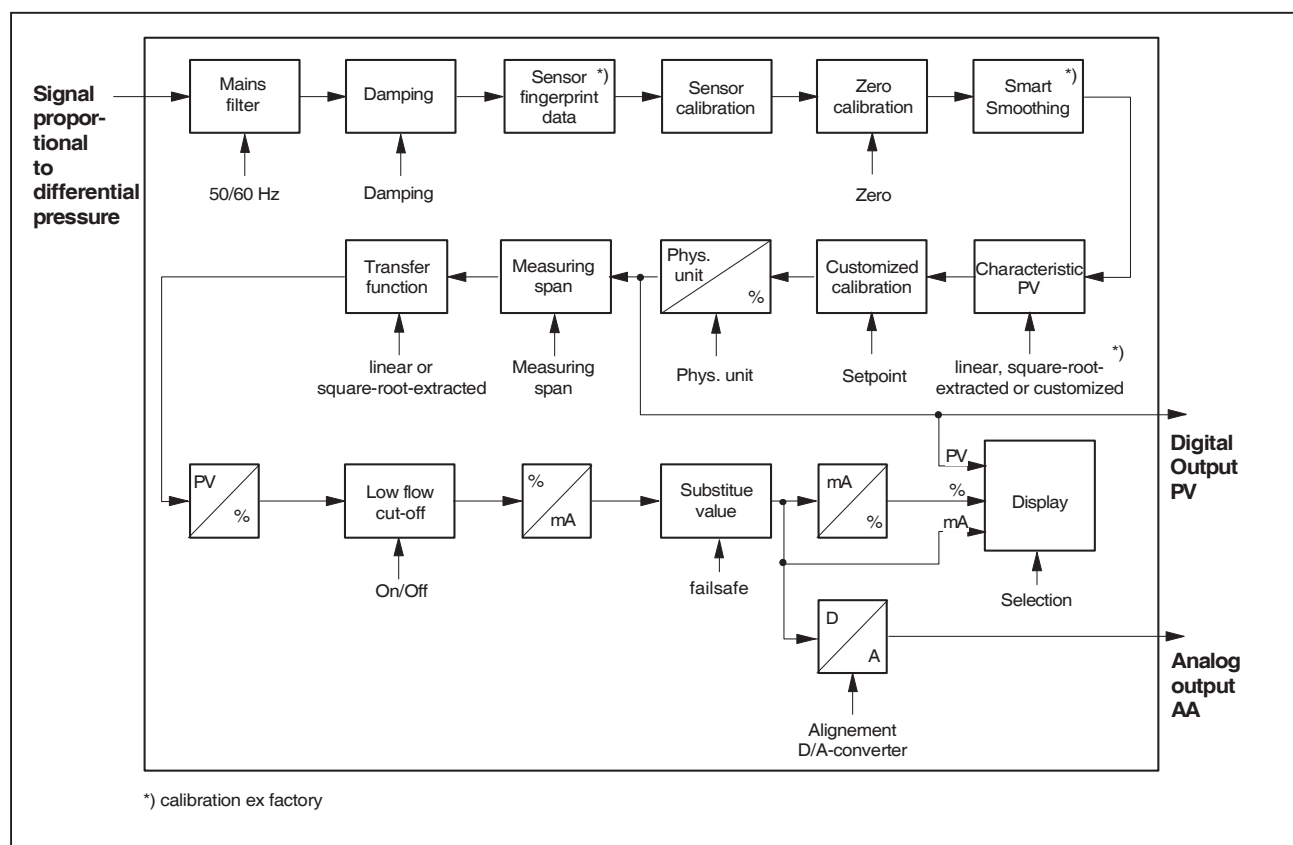 Signal
propor-
tional
to
differential
pressure
Mains
filter
Damping
Sensor *)
fingerprint
data
Sensor
calibration
Zero
calibration
Smart *)
Smoothing
50/60 Hz
Damping
Zero
Transfer
function
Measuring
span
Phys.
unit
%
Customized
calibration
Characteristic
PV
linear or
square-root-extracted
Measuring
span
Phys. unit
Setpoint
linear, square-root- *)
extracted or customized
Digital
Output
PV
PV
%
Low flow
cut-off
%
mA
Substitue
value
mA
%
PV
%
mA
Display
On/Off
failsafe
Selection
D
A
Analog
output
AA
Alignement
D/A-converter
*) calibration ex factory